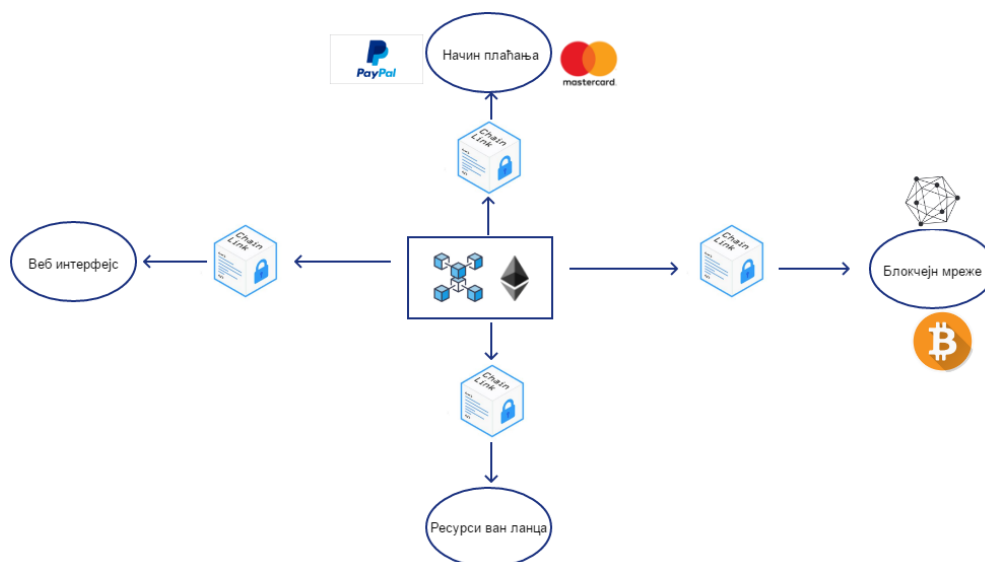 Начин плаћања
PayPal
mastercard.
Chain
Link
Веб интерфејс
Chain
Link
Chain
Link
Блокчејн мреже
Chain
Link
Ресурси ван ланца